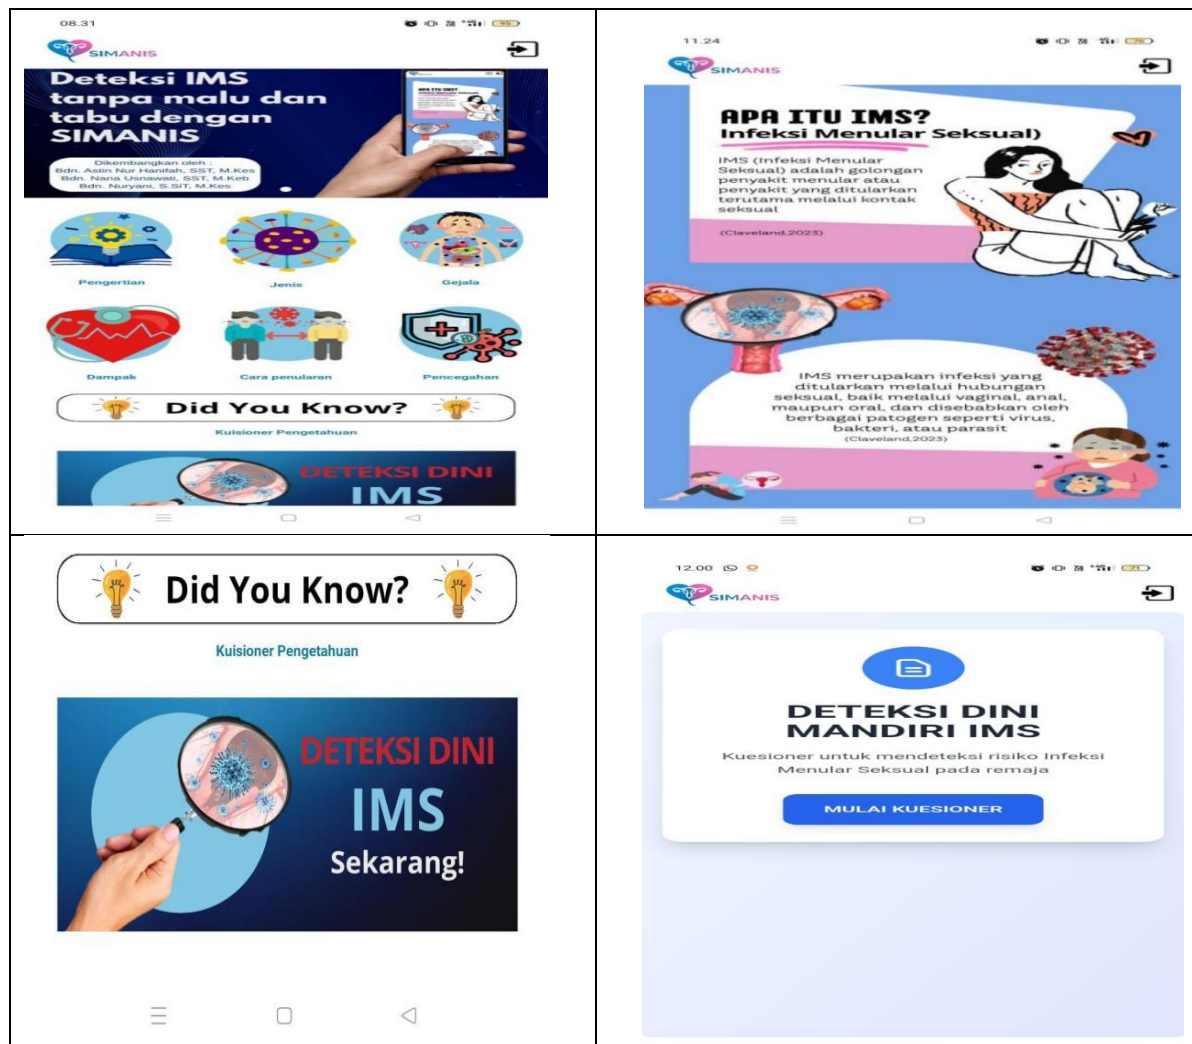 08.31
95
SIMANIS
Deteksi IMS
tanpa malu dan
tabu dengan
SIMANIS
Dikembangkan oleh :
Bdn. Astin Nur Hanifah, SST, M.Kes
Bdn. Nana Usnawati, SST, M.Keb
Bdn. Nuryani, S.SiT, M.Kes
APA ITU IMS?
Pengertian
Jenis
Gejala
Dampak
Cara penularan
Pencegahan
Did You Know?
Kuisioner Pengetahuan
DETEKSI DINI
IMS
11.24
76
SIMANIS
APA ITU IMS?
Infeksi Menular Seksual)
IMS (Infeksi Menular
Seksual) adalah golongan
penyakit menular atau
penyakit yang ditularkan
terutama melalui kontak
seksual
(Claveland,2023)
IMS merupakan infeksi yang
ditularkan melalui hubungan
seksual, baik melalui vaginal, anal,
maupun oral, dan disebabkan oleh
berbagai patogen seperti virus,
bakteri, atau parasit
(Claveland,2023)
Did You Know?
Kuisioner Pengetahuan
DETEKSI DINI
IMS
Sekarang!
12.00
71
SIMANIS
DETEKSI DINI
MANDIRI IMS
Kuesioner untuk mendeteksi risiko Infeksi
Menular Seksual pada remaja
MULAI KUESIONER